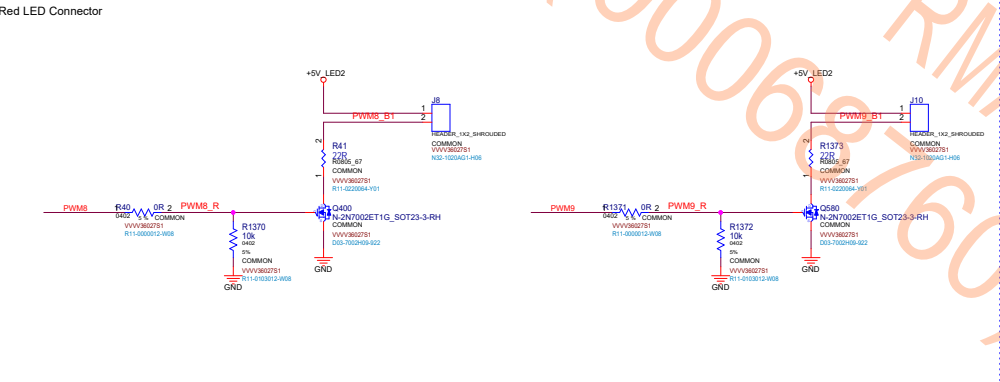 Red LED Connector
+5V_LED2
J8
1
2
PWM8_B1
HEADER_1X2_SHROUDED
COMMON
VVVV36027S1
N32-1020AG1-H06
2
R41
22R
R0805_67
COMMON
VVVV36027S1
1
R11-0220064-Y01
PWM8
R40
0R 2
PWM8_R
0402
5%
COMMON
VVVV36027S1
R11-0000012-W08
Q400
N-2N7002ET1G_SOT23-3-RH
COMMON
VVVV36027S1
D03-7002H09-922
R1370
10k
0402
5%
COMMON
VVVV36027S1
R11-0103012-W08
GND
GND
+5V_LED2
J10
1
2
PWM9_B1
HEADER_1X2_SHROUDED
COMMON
VVVV36027S1
N32-1020AG1-H06
2
R1373
22R
R0805_67
COMMON
VVVV36027S1
1
R11-0220064-Y01
PWM9
R1371
0R 2
PWM9_R
0402
5%
COMMON
VVVV36027S1
R11-0000012-W08
Q580
N-2N7002ET1G_SOT23-3-RH
COMMON
VVVV36027S1
D03-7002H09-922
R1372
10k
0402
5%
COMMON
VVVV36027S1
R11-0103012-W08
GND
GND